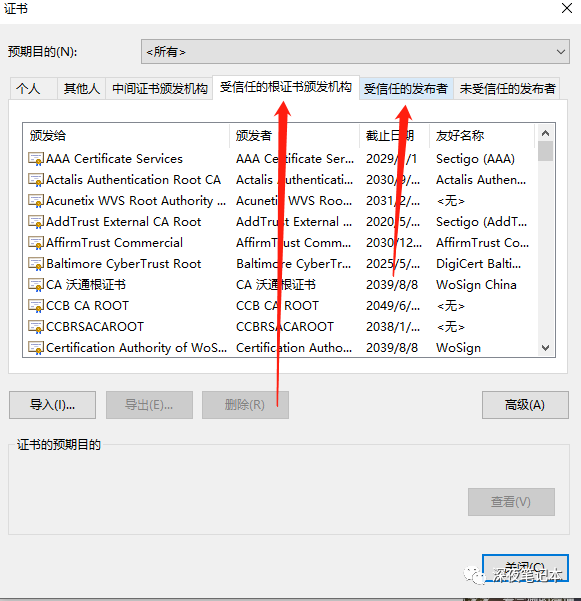 证书
预期目的(N): <所有>
个人 其他人 中间证书颁发机构 受信任的根证书颁发机构 受信任的发布者 未受信任的发布者
颁发给 颁发者 截止日期 友好名称
AAA Certificate Services AAA Certificate Ser... 2029/ /1 Sectigo (AAA)
Actalis Authentication Root CA Actalis Authenticati... 2030/9/... Actalis Authen...
Acunetix WVS Root Authority ... Acunetix WVS Root ... 2031/2/... <无>
AddTrust External CA Root AddTrust External ... 2020/5/... Sectigo (AddT...
AffirmTrust Commercial AffirmTrust Comm... 2030/12... AffirmTrust Co...
Baltimore CyberTrust Root Baltimore CyberTrust ... 2025/5/... DigiCert Balti...
CA 沃通根证书 CA 沃通根证书 2039/8/8 WoSign China
CCB CA ROOT CCB CA ROOT 2049/6/... <无>
CCBRSACAROOT CCBRSACAROOT 2038/1/... <无>
Certification Authority of WoS... Certification Autho... 2039/8/8 WoSign
导入(I)... 导出(E)... 删除(R) 高级(A)
证书的预期目的
查看(V)
关闭(C)
深夜笔记本